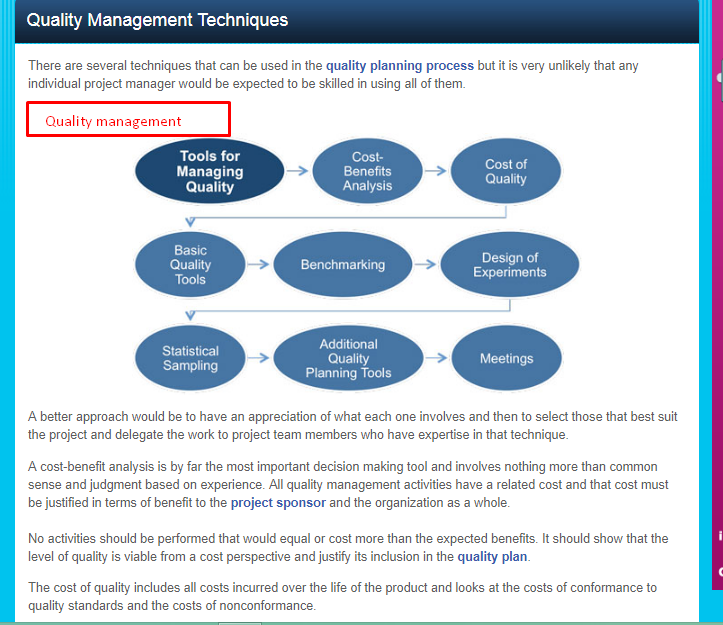 Quality Management Techniques
There are several techniques that can be used in the quality planning process but it is very unlikely that any
individual project manager would be expected to be skilled in using all of them.
Quality management
Tools for
Managing
Quality
Cost-
Benefits
Analysis
Cost of
Quality
Basic
Quality
Tools
Benchmarking
Design of
Experiments
Statistical
Sampling
Additional
Quality
Planning Tools
Meetings
A better approach would be to have an appreciation of what each one involves and then to select those that best suit
the project and delegate the work to project team members who have expertise in that technique.
A cost-benefit analysis is by far the most important decision making tool and involves nothing more than common
sense and judgment based on experience. All quality management activities have a related cost and that cost must
be justified in terms of benefit to the project sponsor and the organization as a whole.
No activities should be performed that would equal or cost more than the expected benefits. It should show that the
level of quality is viable from a cost perspective and justify its inclusion in the quality plan.
The cost of quality includes all costs incurred over the life of the product and looks at the costs of conformance to
quality standards and the costs of nonconformance.